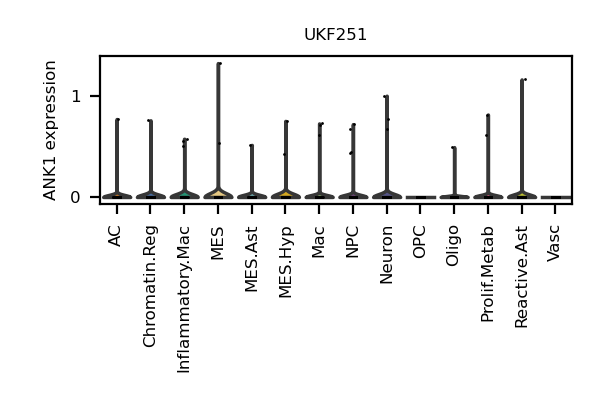 UKF251
ANK1 expression
1
0
AC
Chromatin.Reg
Inflammatory.Mac
MES
MES.Ast
MES.Hyp
Mac
NPC
Neuron
OPC
Oligo
Prolif.Metab
Reactive.Ast
Vasc